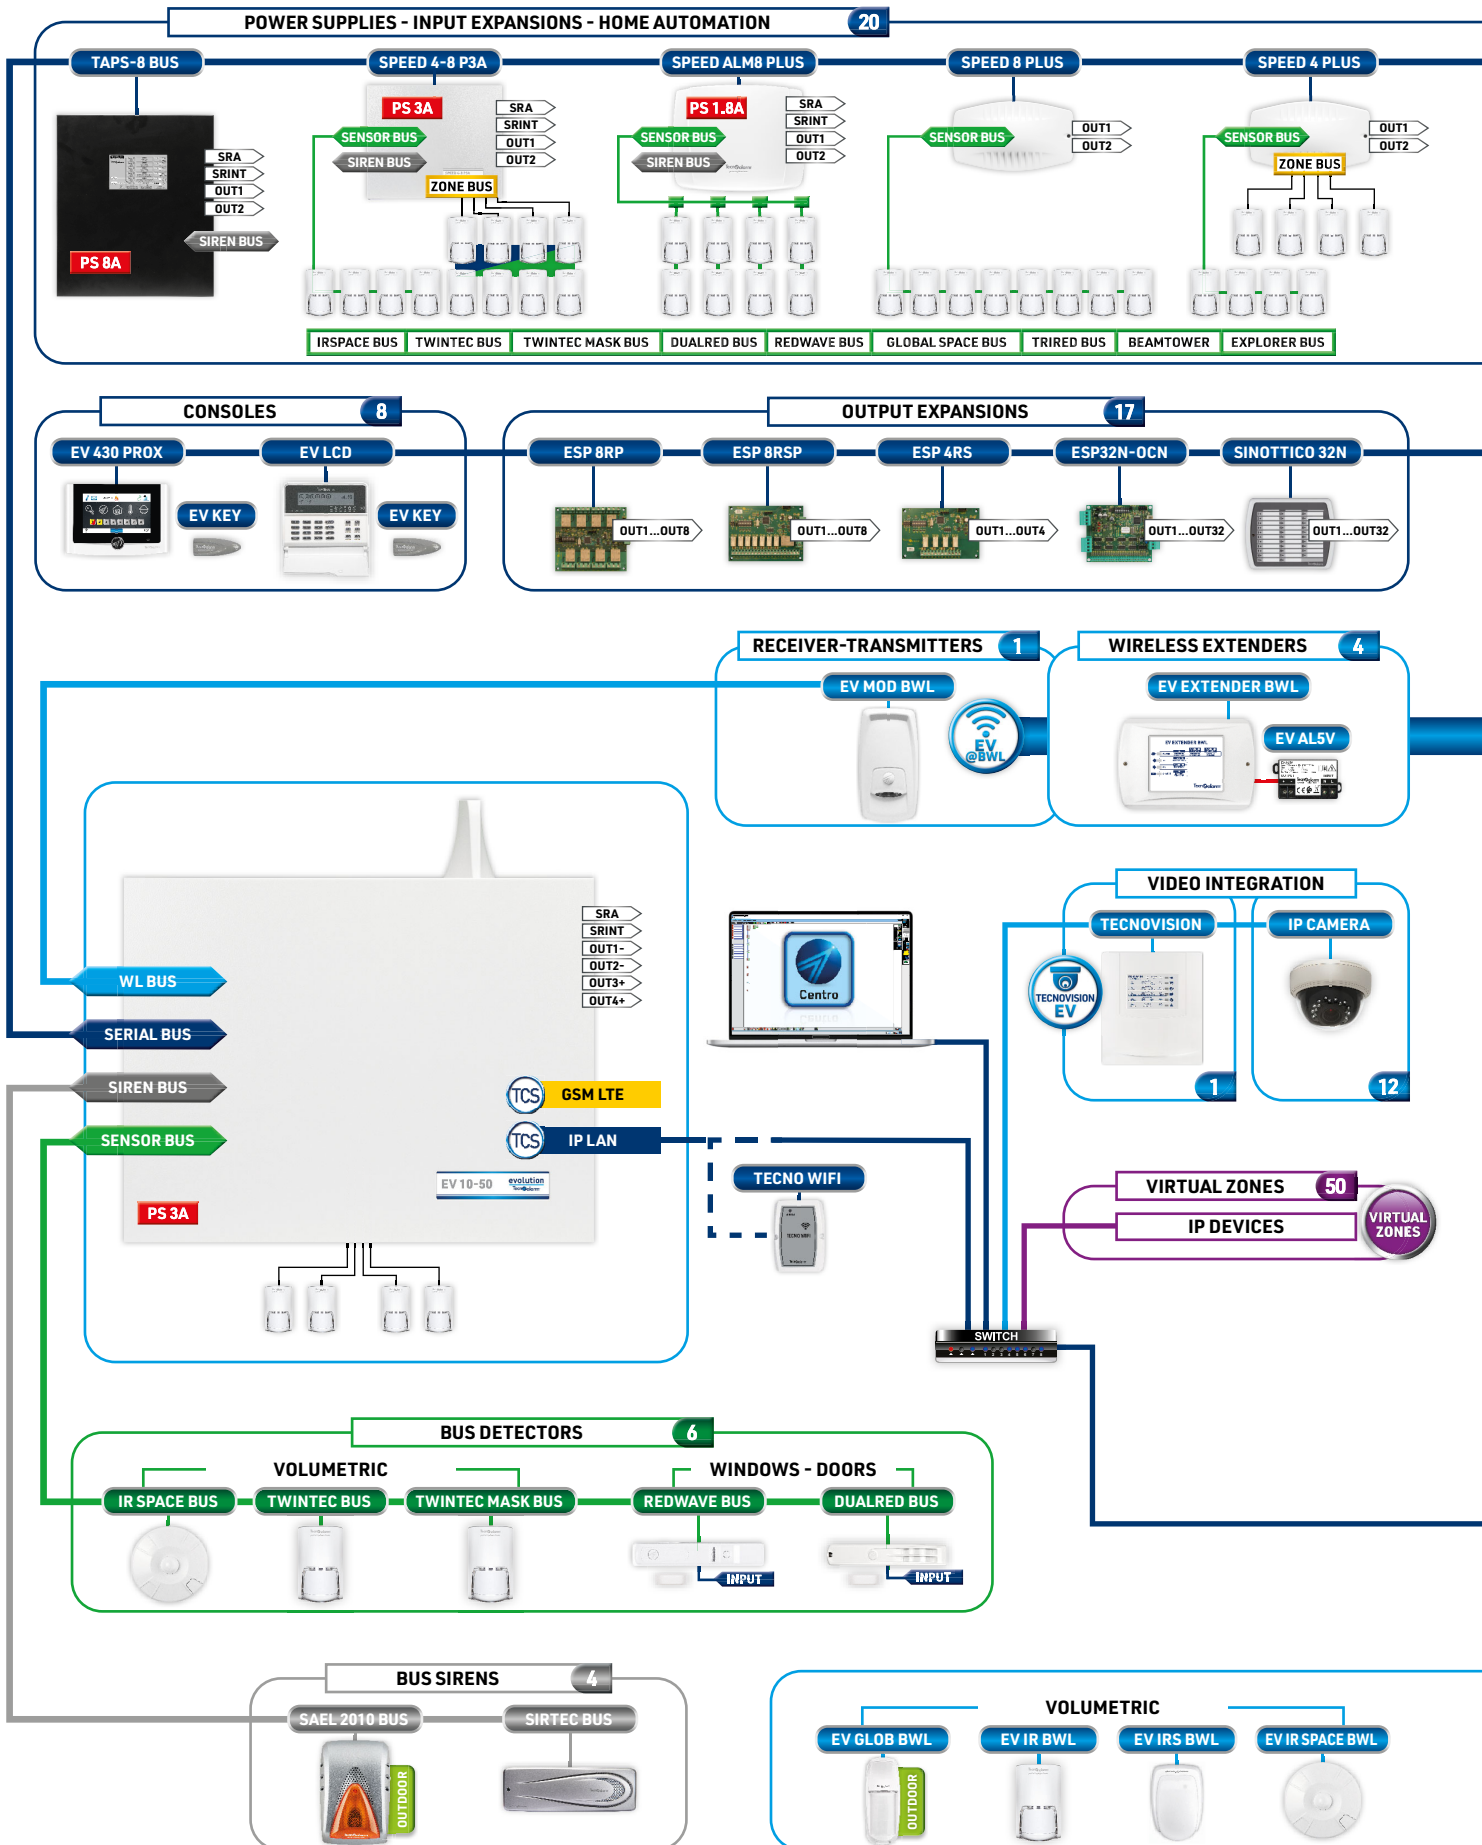 POWER SUPPLIES - INPUT EXPANSIONS - HOME AUTOMATION 20
TAPS-8 BUS
SPEED 4-8 P3A
SPEED ALM8 PLUS
SPEED 8 PLUS
SPEED 4 PLUS
PS 8A
SRA
SRINT
OUT1
OUT2
SIREN BUS
PS 3A
SENSOR BUS
SIREN BUS
ZONE BUS
SRA
SRINT
OUT1
OUT2
PS 1.8A
SENSOR BUS
SIREN BUS
SRA
SRINT
OUT1
OUT2
SENSOR BUS
OUT1
OUT2
SENSOR BUS
ZONE BUS
OUT1
OUT2
IRSPACE BUS
TWINTEC BUS
TWINTEC MASK BUS
DUALRED BUS
REDWAVE BUS
GLOBAL SPACE BUS
TRIRED BUS
BEAMTOWER
EXPLORER BUS
CONSOLES 8
EV 430 PROX
EV KEY
EV LCD
EV KEY
OUTPUT EXPANSIONS 17
ESP 8RP
OUT1...OUT8
ESP 8RSP
OUT1...OUT8
ESP 4RS
OUT1...OUT4
ESP32N-OCN
OUT1...OUT32
SINOTTICO 32N
OUT1...OUT32
RECEIVER-TRANSMITTERS 1
EV MOD BWL
EV
@BWL
WIRELESS EXTENDERS 4
EV EXTENDER BWL
EV EXTENDER BWL
Tecnoalarm
EV AL5V
WL BUS
SERIAL BUS
SIREN BUS
SENSOR BUS
PS 3A
SRA
SRINT
OUT1-
OUT2-
OUT3+
OUT4+
TCS GSM LTE
TCS IP LAN
EV 10-50 evolution
Tecnoalarm
Centro
TECNO WIFI
TECNO WIFI
VIDEO INTEGRATION
TECNOVISION
TECNOVISION
EV
1
IP CAMERA
12
VIRTUAL ZONES 50
IP DEVICES
VIRTUAL
ZONES
SWITCH
BUS DETECTORS 6
VOLUMETRIC
WINDOWS - DOORS
IR SPACE BUS
TWINTEC BUS
TWINTEC MASK BUS
REDWAVE BUS
DUALRED BUS
INPUT
INPUT
BUS SIRENS 4
SAEL 2010 BUS
SIRTEC BUS
OUTDOOR
VOLUMETRIC
EV GLOB BWL
EV IR BWL
EV IRS BWL
EV IR SPACE BWL
OUTDOOR